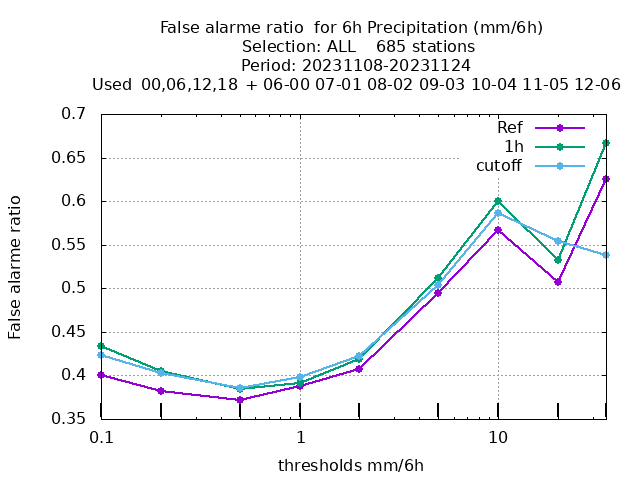 False alarme ratio  for 6h Precipitation (mm/6h)
Selection: ALL    685 stations
Period: 20231108-20231124
Used  00,06,12,18  + 06-00 07-01 08-02 09-03 10-04 11-05 12-06
0.7
0.65
0.6
0.55
0.5
0.45
0.4
0.35
False alarme ratio
Ref
1h
cutoff
0.1
1
10
thresholds mm/6h